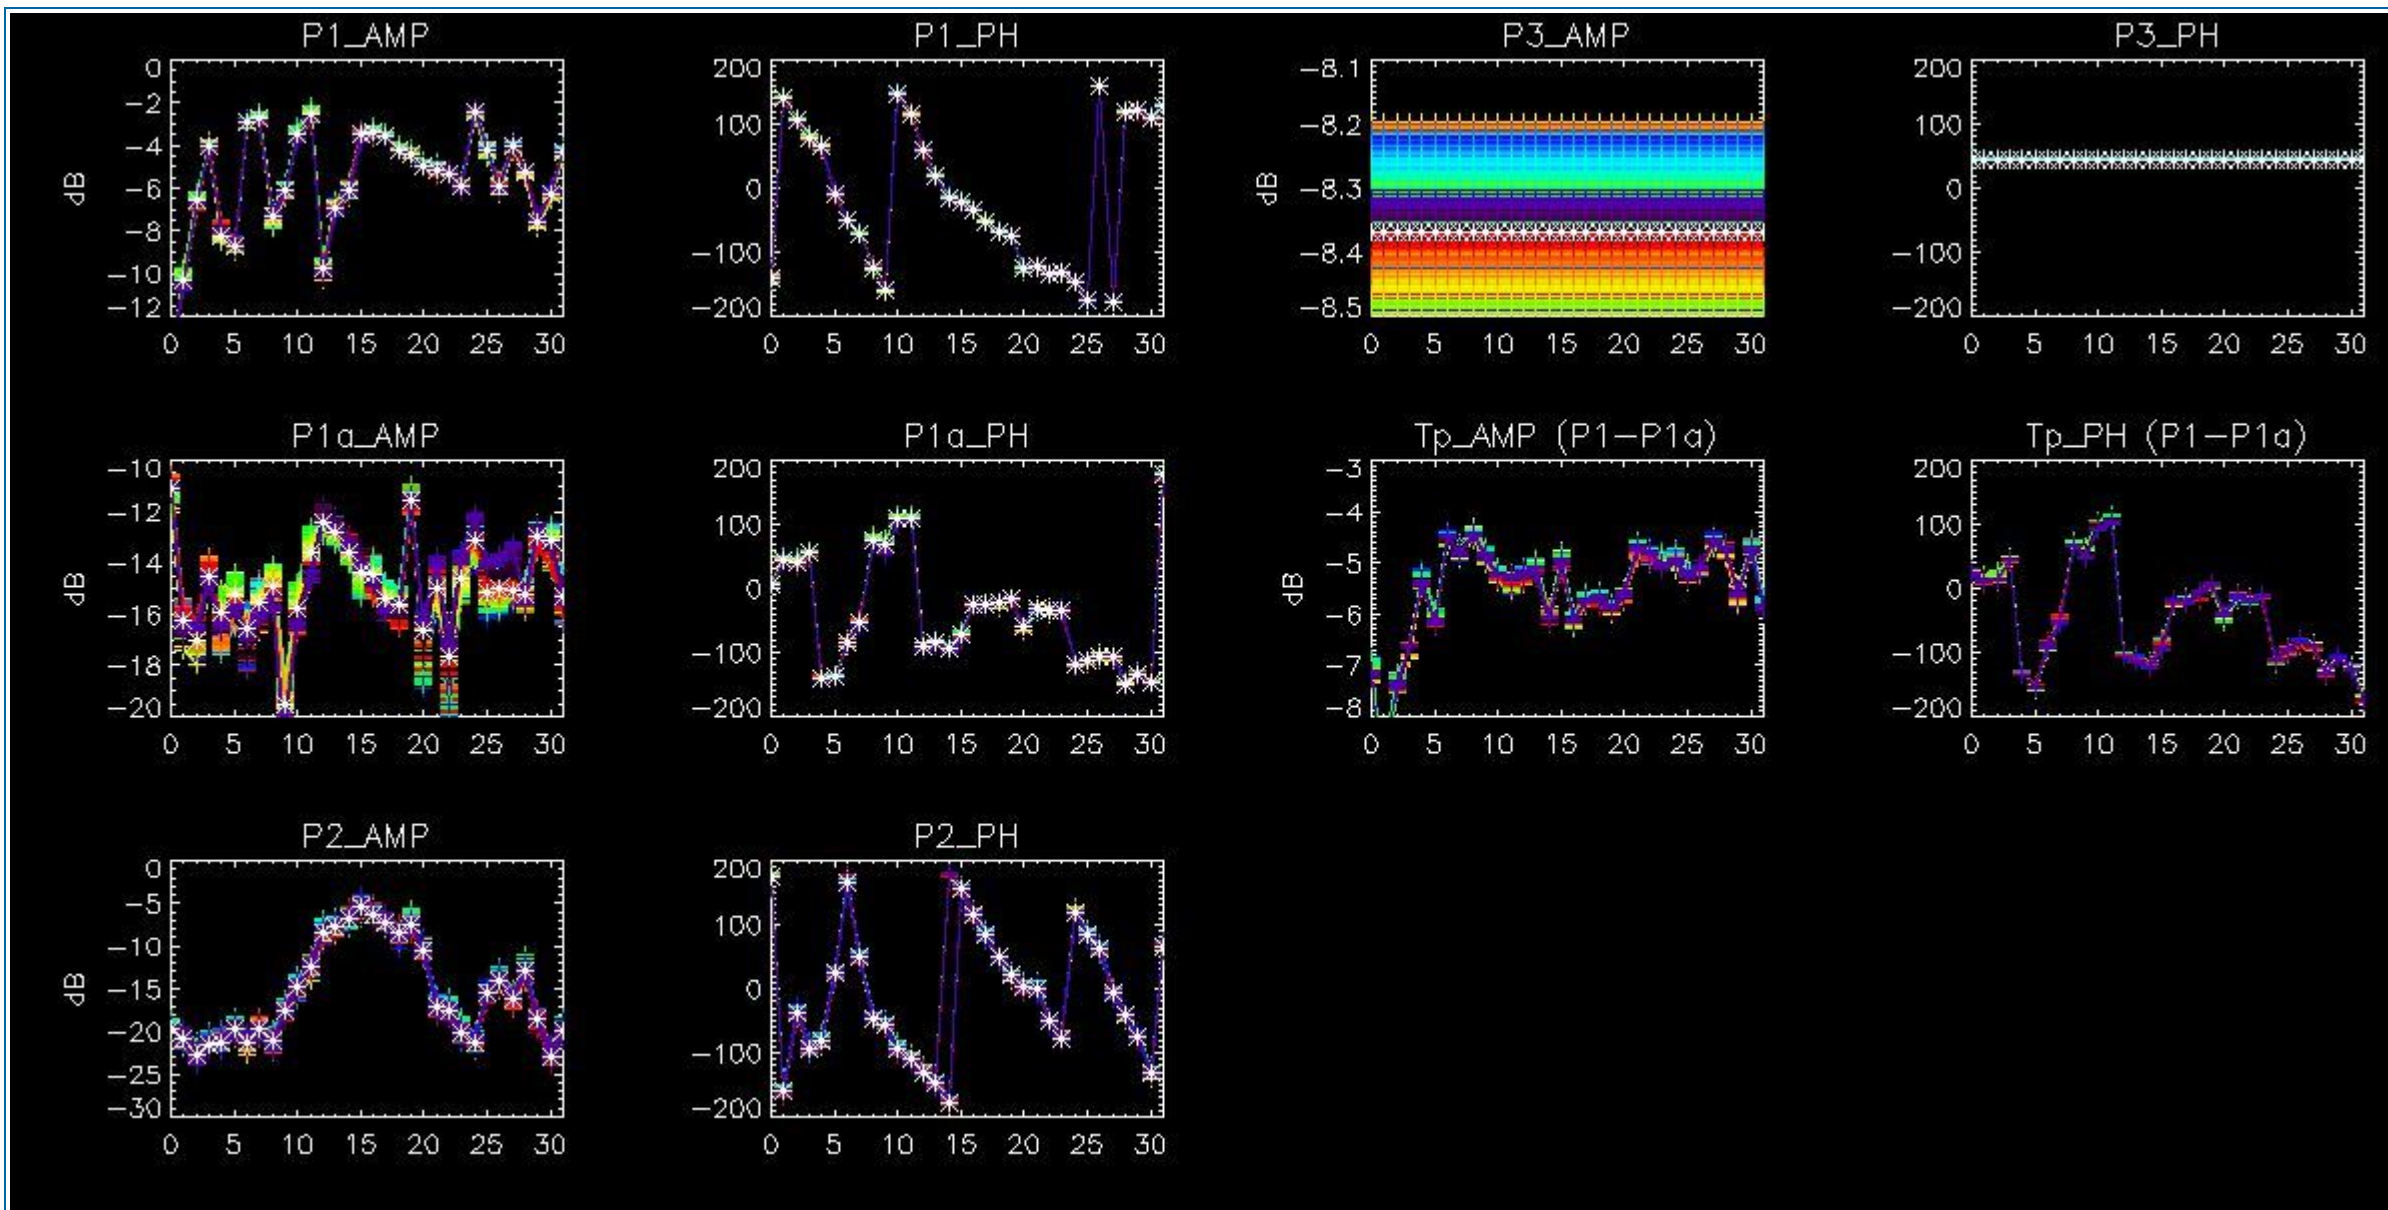 P1_AMP P1_PH P3_AMP P3_PH
0 200 −8.1 200
−2 100 −8.2 100
−4 0 −8.3 0
−6 −100 −8.4 −100
−8 −200 −8.5 −200
−10
−12
dB dB
0 5 10 15 20 25 30 0 5 10 15 20 25 30 0 5 10 15 20 25 30 0 5 10 15 20 25 30
P1a_AMP P1a_PH Tp_AMP (P1−P1a) Tp_PH (P1−P1a)
−10 200 −3 200
−12 100 −4 100
−14 0 −5 0
−16 −100 −6 −100
−18 −200 −7 −200
−20 −8
dB dB
0 5 10 15 20 25 30 0 5 10 15 20 25 30 0 5 10 15 20 25 30 0 5 10 15 20 25 30
P2_AMP P2_PH
0 200
−5 100
−10 0
−15 −100
−20 −200
−25
−30
dB
0 5 10 15 20 25 30 0 5 10 15 20 25 30